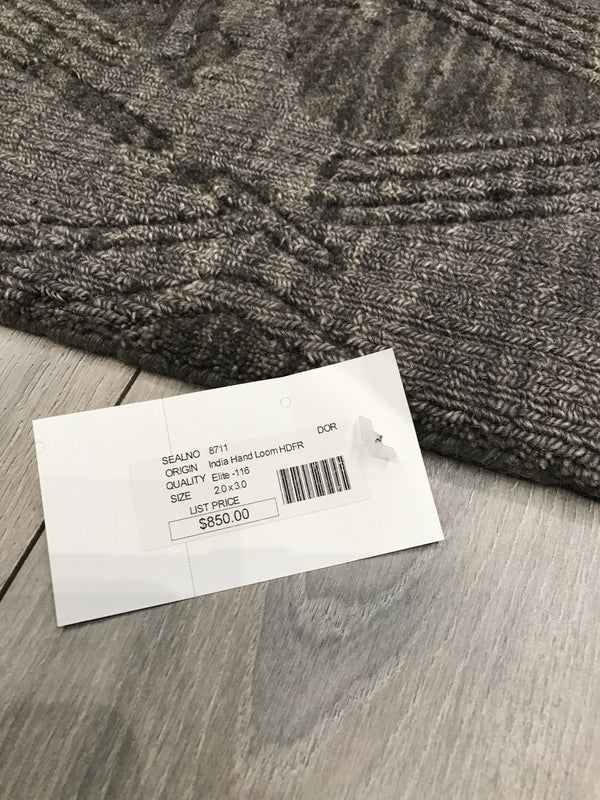 DOR
SEALNO 8711
ORIGIN India Hand Loom HDFR
QUALITY Elite -116
SIZE 2.0 x 3.0
LIST PRICE
$850.00